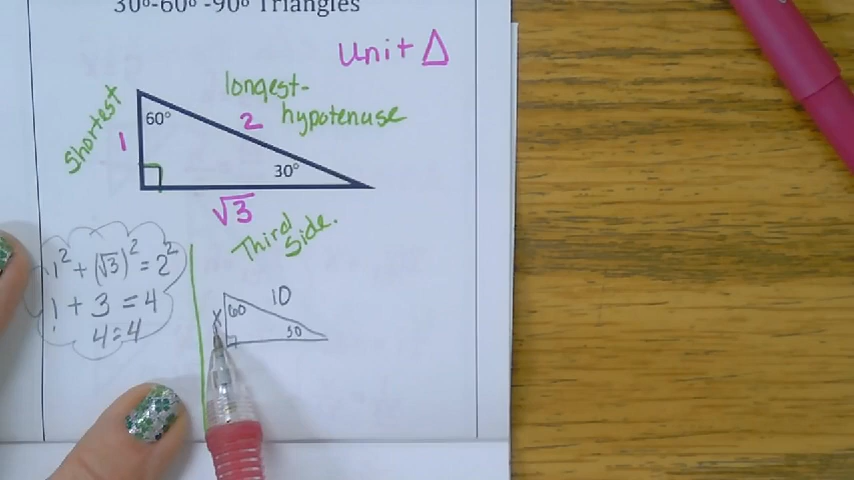 30°-60°-90° Triangles
Unit Δ
longest-
hypotenuse
Shortest
60°
2
1
30°
√3
Third
Side.
1² + (√3)² = 2²
1 + 3 = 4
4=4
10
60
X
30